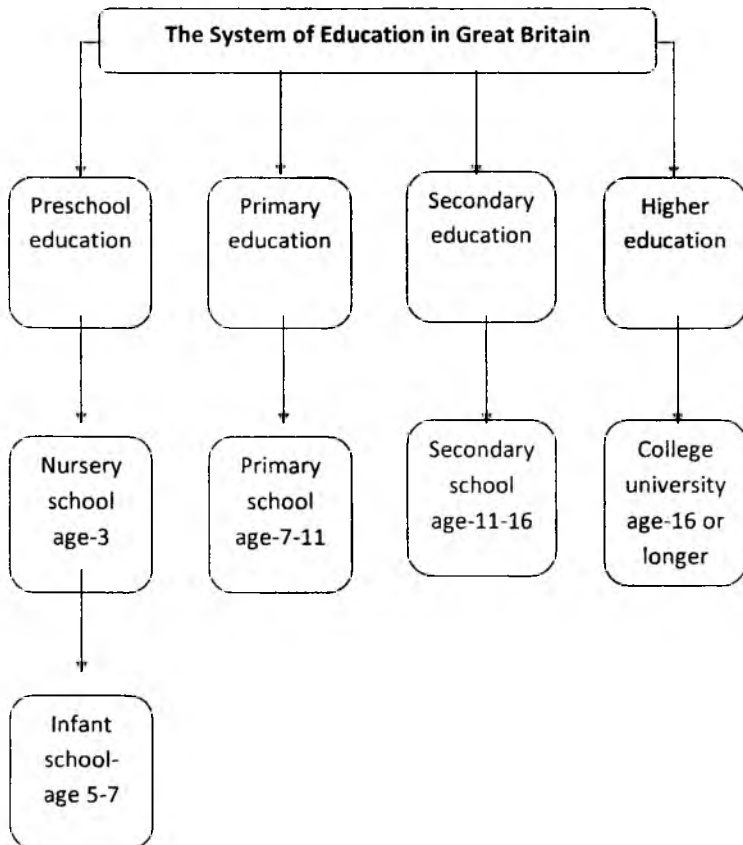 The System of Education in Great Britain
Preschool
education
Primary
education
Secondary
education
Higher
education
Nursery
school
age-3
Primary
school
age-7-11
Secondary
school
age-11-16
College
university
age-16 or
longer
Infant
school-
age 5-7